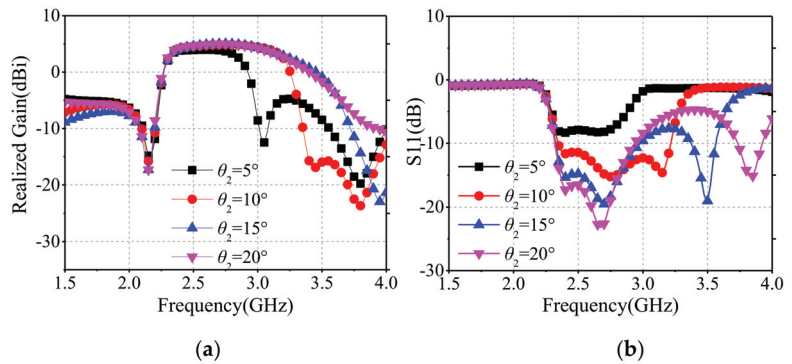 10
0
-10
-20
-30
Realized Gain(dBi)
θ2=5°
θ2=10°
θ2=15°
θ2=20°
1.5 2.0 2.5 3.0 3.5 4.0
Frequency(GHz)
(a)
10
0
-10
-20
-30
S11(dB)
θ2=5°
θ2=10°
θ2=15°
θ2=20°
1.5 2.0 2.5 3.0 3.5 4.0
Frequency(GHz)
(b)